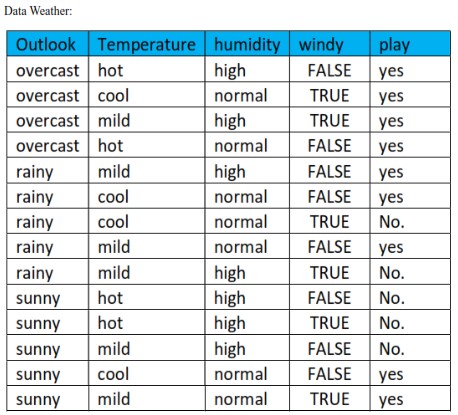 Data Weather:
Outlook Temperature humidity windy play
overcast hot high FALSE yes
overcast cool normal TRUE yes
overcast mild high TRUE yes
overcast hot normal FALSE yes
rainy mild high FALSE yes
rainy cool normal FALSE yes
rainy cool normal TRUE No.
rainy mild normal FALSE yes
rainy mild high TRUE No.
sunny hot high FALSE No.
sunny hot high TRUE No.
sunny mild high FALSE No.
sunny cool normal FALSE yes
sunny mild normal TRUE yes